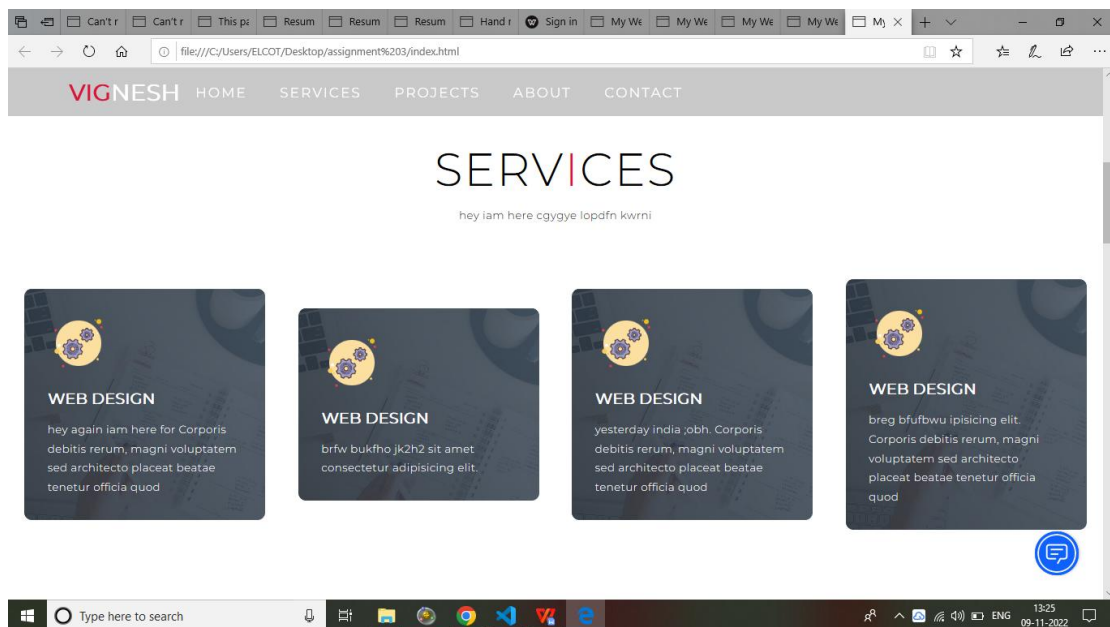 Can't r Can't r This pa Resum Resum Resum Hand r Sign in My We My We My We My We My
file:///C:/Users/ELCOT/Desktop/assignment%203/index.html
VIGNESH HOME SERVICES PROJECTS ABOUT CONTACT
SERVICES
hey iam here cgygye lopdfn kwrni
WEB DESIGN
hey again iam here for Corporis
debitis rerum, magni voluptatem
sed architecto placeat beatae
tenetur officia quod
WEB DESIGN
brfw bukfho jk2h2 sit amet
consectetur adipisicing elit.
WEB DESIGN
yesterday india ;obh. Corporis
debitis rerum, magni voluptatem
sed architecto placeat beatae
tenetur officia quod
WEB DESIGN
breg bfufbwu ipisicing elit.
Corporis debitis rerum, magni
voluptatem sed architecto
placeat beatae tenetur officia
quod
Type here to search
ENG
13:25
09-11-2022